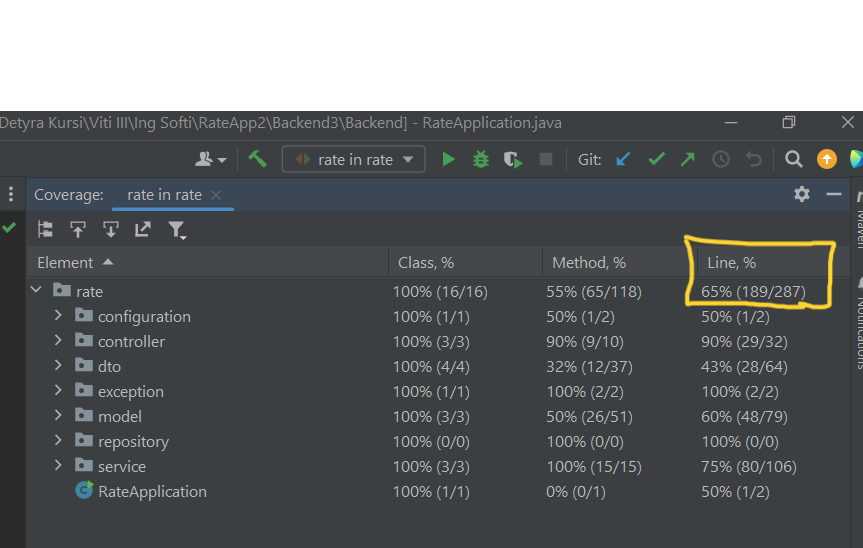 Detyra Kursi\Viti III\Ing Softi\RateApp2\Backend3\Backend] - RateApplication.java
rate in rate
Git:
Coverage: rate in rate
Element Class, % Method, % Line, %
rate 100% (16/16) 55% (65/118) 65% (189/287)
configuration 100% (1/1) 50% (1/2) 50% (1/2)
controller 100% (3/3) 90% (9/10) 90% (29/32)
dto 100% (4/4) 32% (12/37) 43% (28/64)
exception 100% (1/1) 100% (2/2) 100% (2/2)
model 100% (3/3) 50% (26/51) 60% (48/79)
repository 100% (0/0) 100% (0/0) 100% (0/0)
service 100% (3/3) 100% (15/15) 75% (80/106)
RateApplication 100% (1/1) 0% (0/1) 50% (1/2)
Notifications